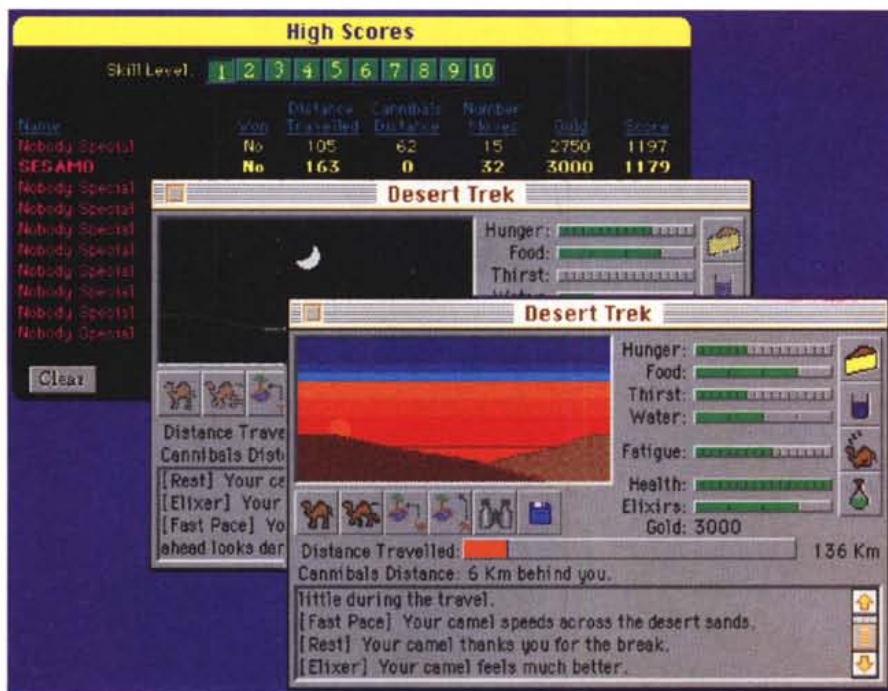 High Scores
Skill Level: 1 2 3 4 5 6 7 8 9 10
Name Won Distance Travelled Cannibals Distance Number Moves Gold Score
Nobody Special No 105 62 15 2750 1197
SESAMO No 163 0 32 3000 1179
Nobody Special
Nobody Special
Nobody Special
Nobody Special
Nobody Special
Nobody Special
Nobody Special
Nobody Special
Clear
Desert Trek
Hunger:
Food:
Thirst:
Water:
Distance Trave
Cannibals Dist
[Rest] Your ca
[Elixer] Your
[Fast Pace] Yo
ahead looks dar
Desert Trek
Hunger:
Food:
Thirst:
Water:
Fatigue:
Health:
Elixirs:
Gold: 3000
Distance Travelled: 136 Km
Cannibals Distance: 6 Km behind you.
little during the travel.
[Fast Pace] Your camel speeds across the desert sands.
[Rest] Your camel thanks you for the break.
[Elixer] Your camel feels much better.